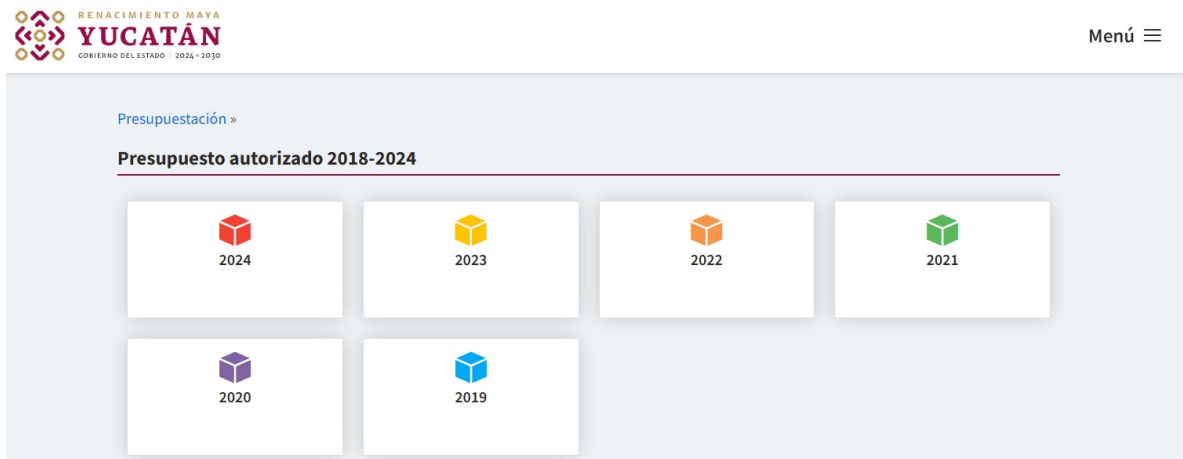 RENACIMIENTO MAYA
YUCATÁN
GOBIERNO DEL ESTADO | 2024 - 2030
Menú
Presupuestación »
Presupuesto autorizado 2018-2024
2024
2023
2022
2021
2020
2019